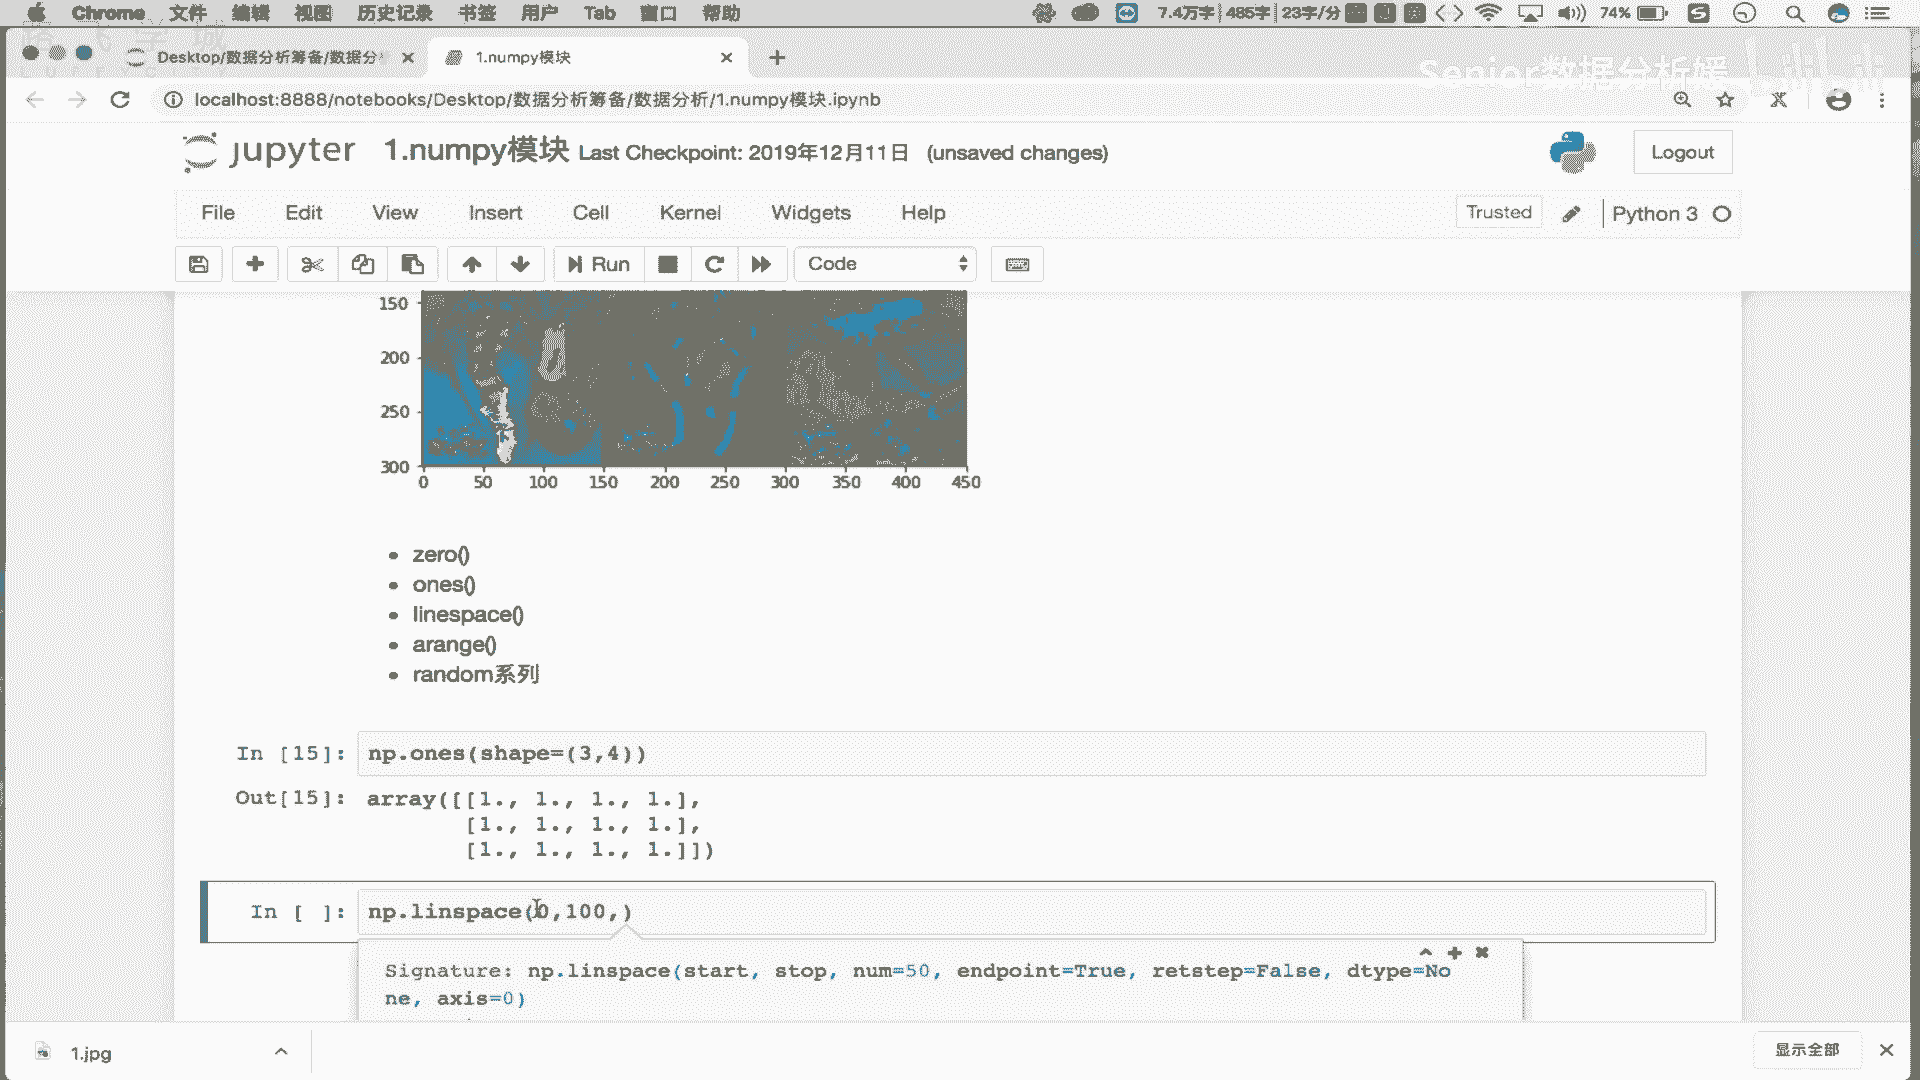 Chrome 文件 编辑 视图 历史记录 书签 用户 Tab 窗口 帮助 7.4万字 485字 23字/分 74%
Desktop/数据分析筹备/数据分
1.numpy模块
Senior数据分析媛
localhost:8888/notebooks/Desktop/数据分析筹备/数据分析/1.numpy模块.ipynb
jupyter 1.numpy模块 Last Checkpoint: 2019年12月11日 (unsaved changes)
Logout
File Edit View Insert Cell Kernel Widgets Help
Trusted Python 3
Run Code
150
200
250
300
0 50 100 150 200 250 300 350 400 450
zero()
ones()
linespace()
arange()
random系列
In [15]: np.ones(shape=(3,4))
Out[15]: array([[1., 1., 1., 1.],
[1., 1., 1., 1.],
[1., 1., 1., 1.]])
In [ ]: np.linspace(0,100,)
Signature: np.linspace(start, stop, num=50, endpoint=True, retstep=False, dtype=No
ne, axis=0)
1.jpg
显示全部